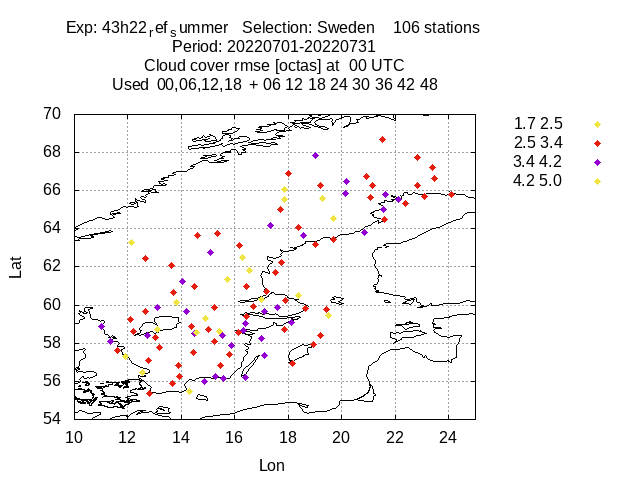 Exp: 43h22ref summer Selection: Sweden 106 stations
Period: 20220701-20220731
Cloud cover rmse [octas] at 00 UTC
Used 00,06,12,18 + 06 12 18 24 30 36 42 48
1.7 2.5
2.5 3.4
3.4 4.2
4.2 5.0
Lat
70
68
66
64
62
60
58
56
54
10 12 14 16 18 20 22 24
Lon